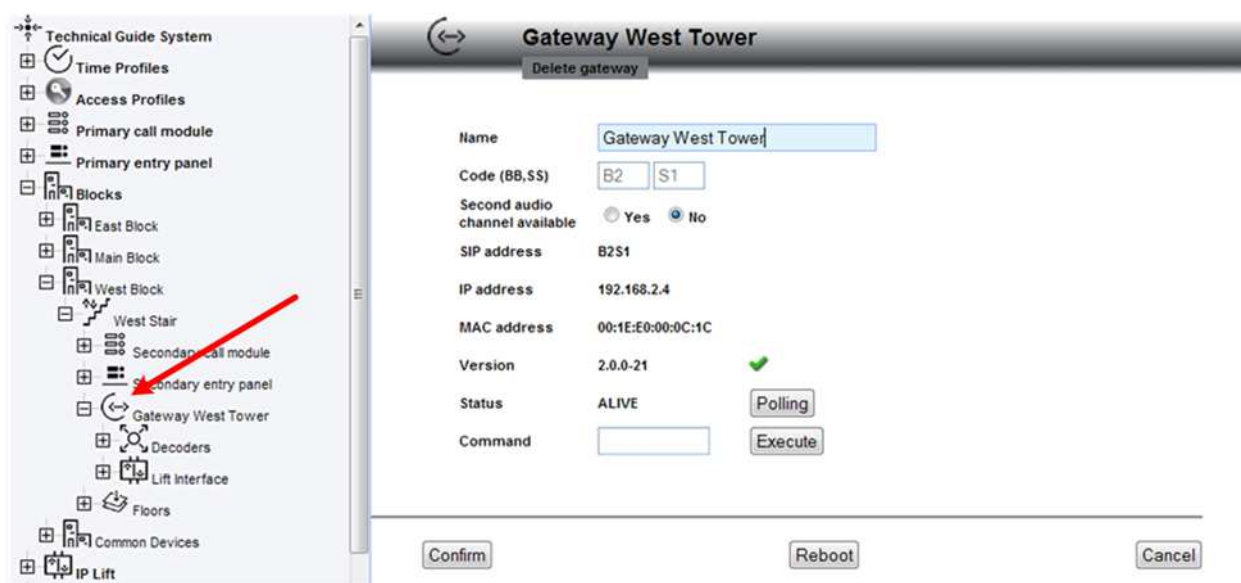 Technical Guide System
Time Profiles
Access Profiles
Primary call module
Primary entry panel
Blocks
East Block
Main Block
West Block
West Stair
Secondary call module
Secondary entry panel
Gateway West Tower
Decoders
Lift Interface
Floors
Common Devices
IP Lift
Gateway West Tower
Delete gateway
Name Gateway West Tower
Code (BB,SS) B2 S1
Second audio
channel available Yes No
SIP address B2S1
IP address 192.168.2.4
MAC address 00:1E:E0:00:0C:1C
Version 2.0.0-21
Status ALIVE Polling
Command Execute
Confirm Reboot Cancel